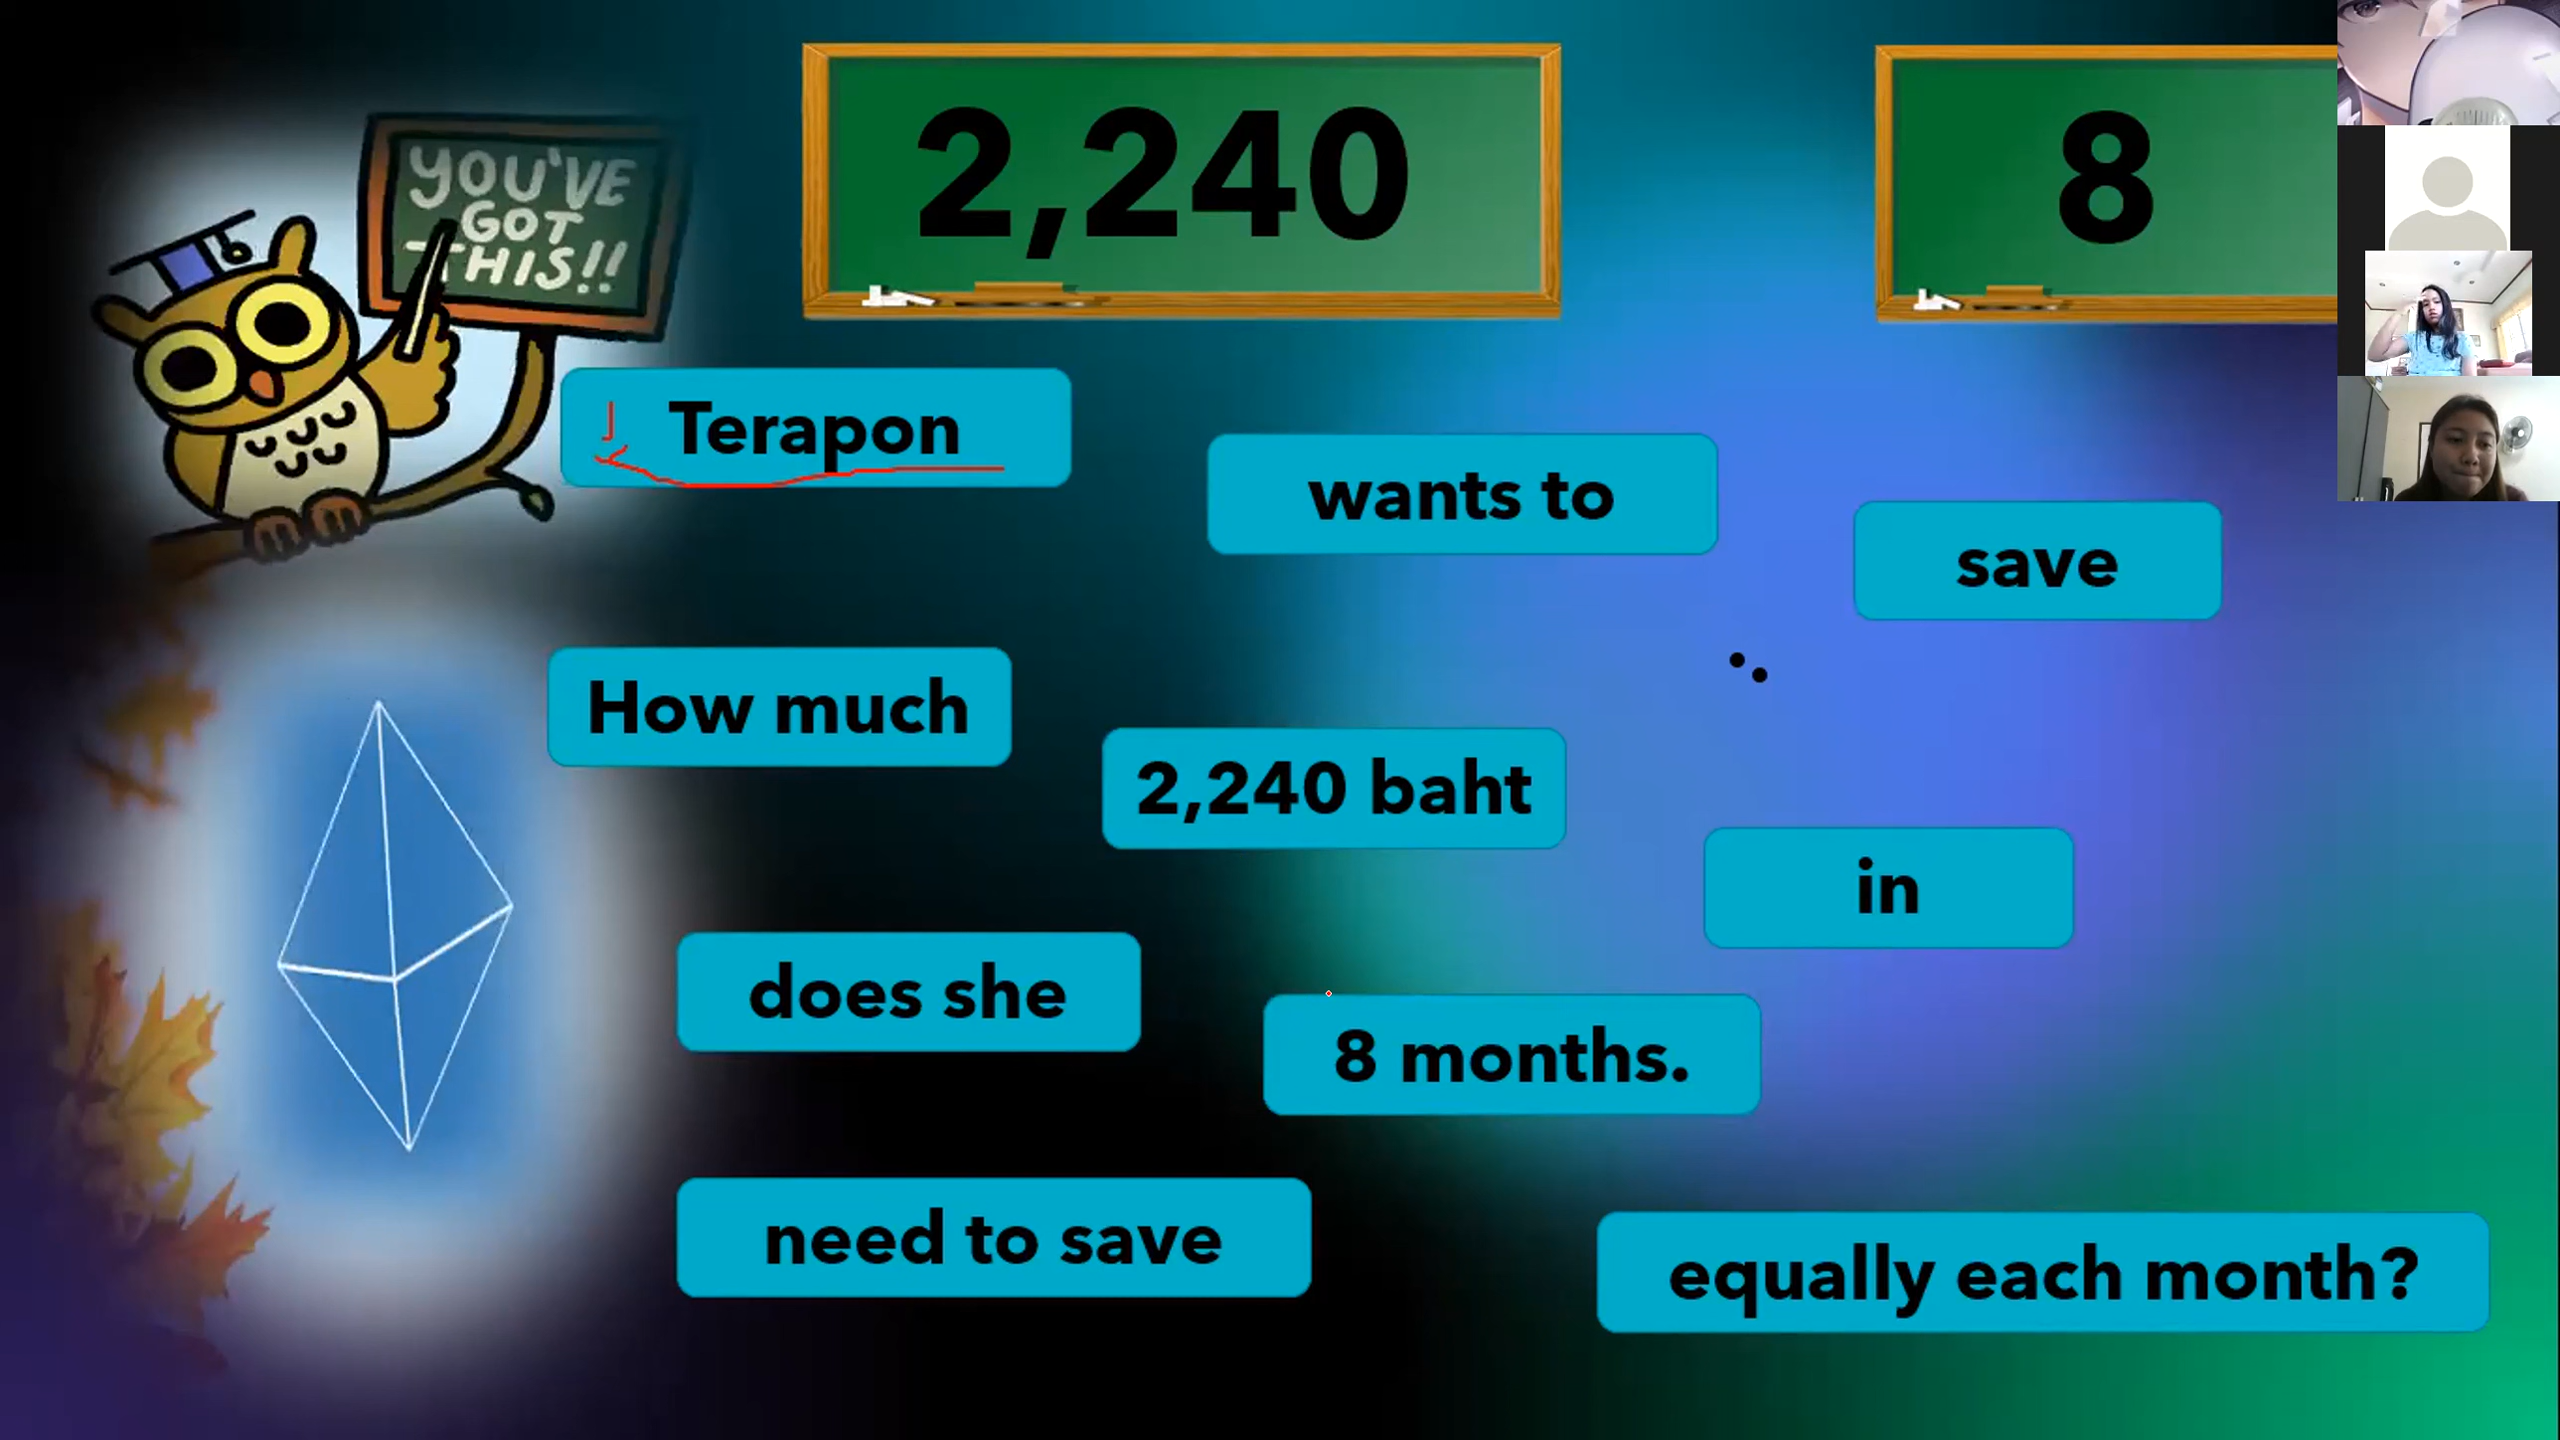 YOU'VE
GOT
THIS!!
2,240
8
Terapon
wants to
save
How much
2,240 baht
in
does she
8 months.
need to save
equally each month?